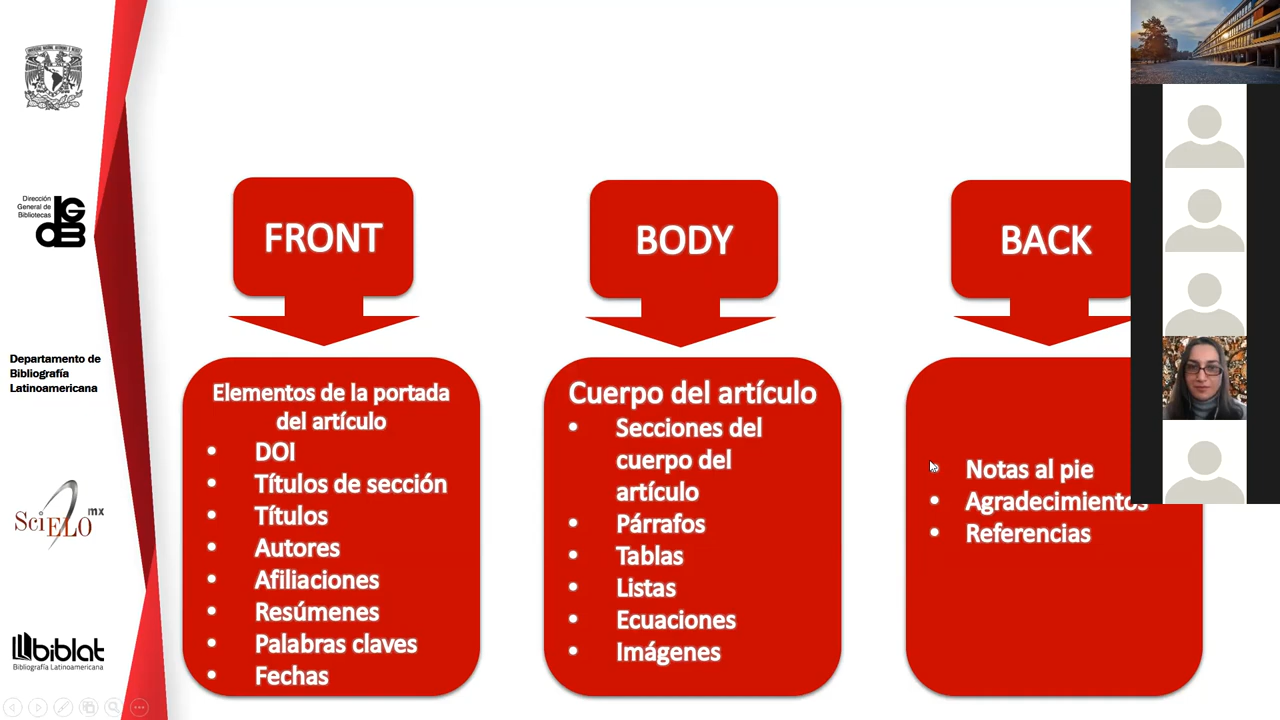 Dirección
General de
Bibliotecas
DGB
Departamento de
Bibliografía
Latinoamericana
SciELO mx
biblat
Bibliografía Latinoamericana
FRONT
Elementos de la portada
del artículo
• DOI
• Títulos de sección
• Títulos
• Autores
• Afiliaciones
• Resúmenes
• Palabras claves
• Fechas
BODY
Cuerpo del artículo
• Secciones del
cuerpo del
artículo
• Párrafos
• Tablas
• Listas
• Ecuaciones
• Imágenes
BACK
• Notas al pie
• Agradecimientos
• Referencias